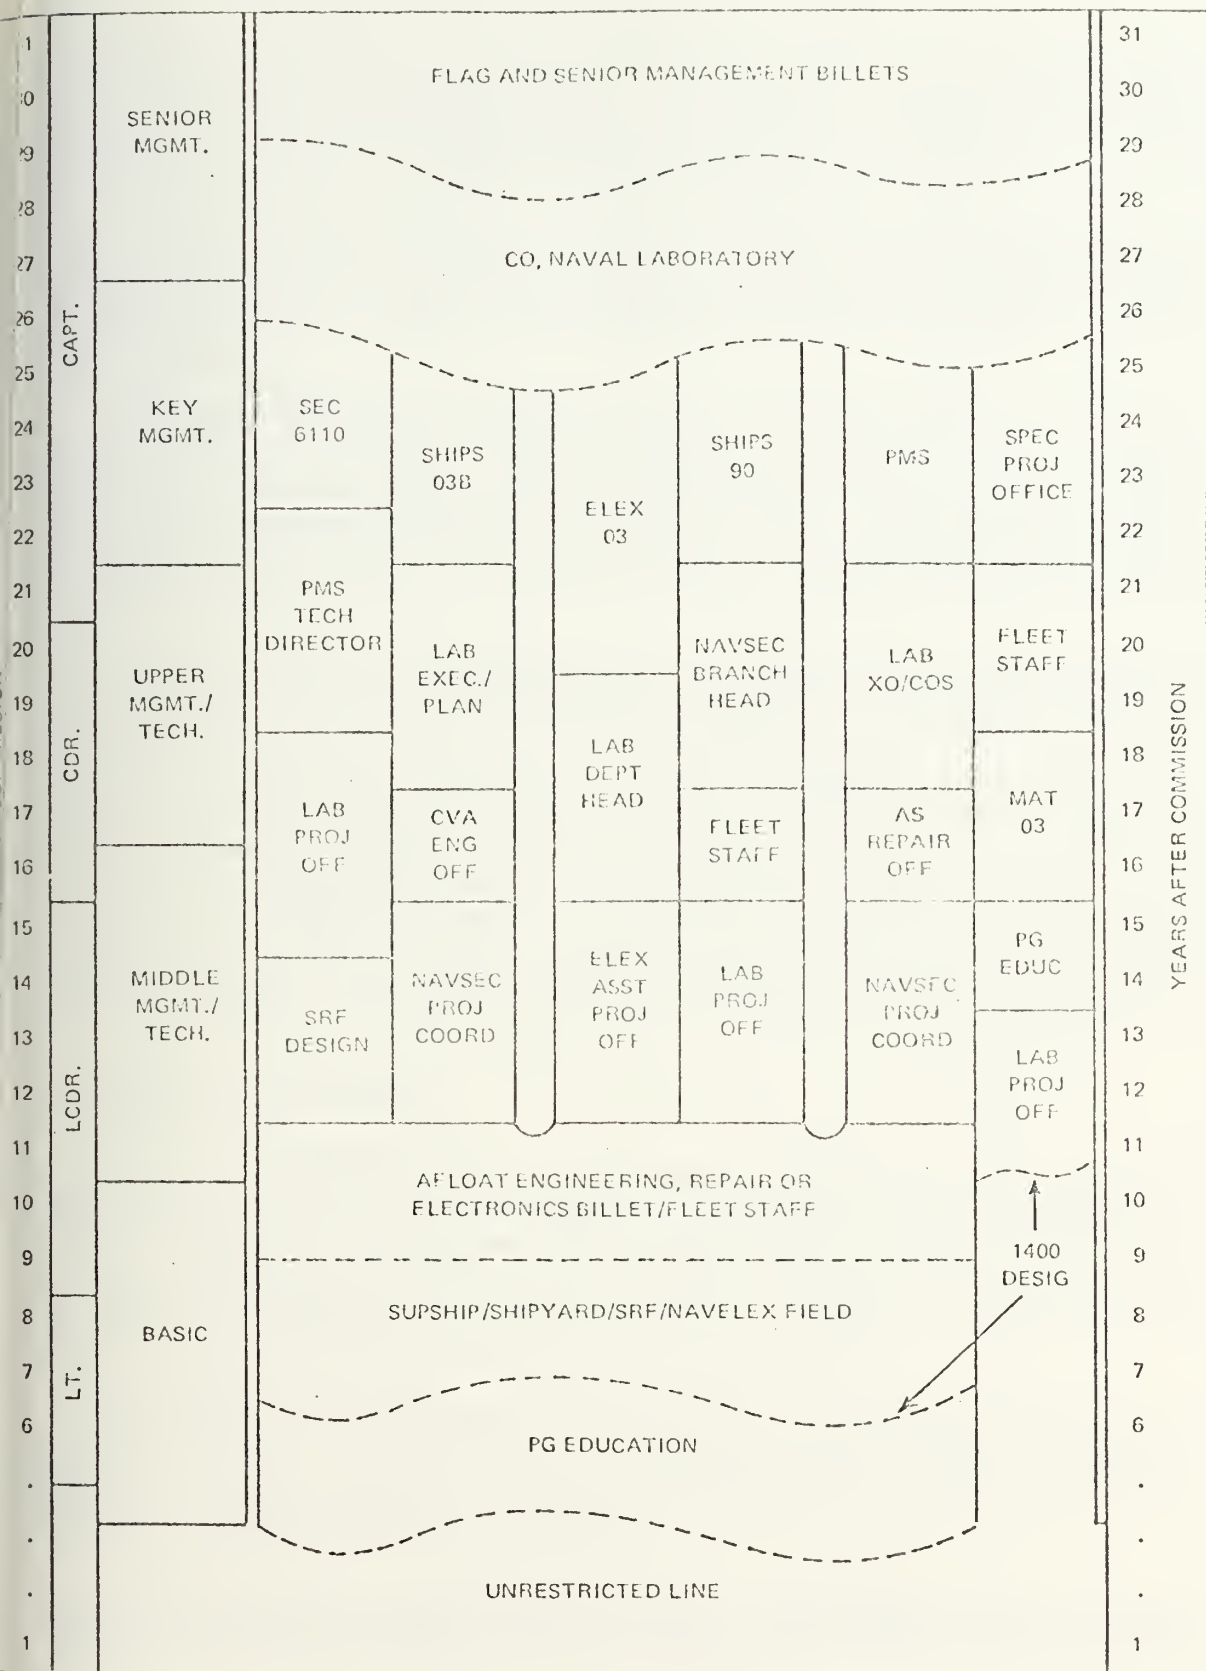 31
FLAG AND SENIOR MANAGEMENT BILLETS
30
SENIOR
MGMT.
29
28
CO, NAVAL LABORATORY
27
26
CAPT.
25
KEY
MGMT.
SEC
6110
SHIPS
03B
ELEX
03
SHIPS
90
PMS
SPEC
PROJ
OFFICE
24
23
22
21
PMS
TECH
DIRECTOR
LAB
EXEC./
PLAN
NAVSEC
BRANCH
HEAD
LAB
XO/COS
FLEET
STAFF
20
UPPER
MGMT./
TECH.
19
CDR.
LAB
DEPT
HEAD
18
LAB
PROJ
OFF
CVA
ENG
OFF
FLEET
STAFF
AS
REPAIR
OFF
MAT
03
17
16
15
MIDDLE
MGMT./
TECH.
SRF
DESIGN
NAVSEC
PROJ
COORD
ELEX
ASST
PROJ
OFF
LAB
PROJ
OFF
NAVSEC
PROJ
COORD
PG
EDUC
14
13
LCDR.
LAB
PROJ
OFF
12
11
AFLOAT ENGINEERING, REPAIR OR
ELECTRONICS BILLET/FLEET STAFF
10
9
1400
DESIG
SUPSHIP/SHIPYARD/SRF/NAVELEX FIELD
8
BASIC
7
LT.
6
PG EDUCATION
UNRESTRICTED LINE
1
YEARS AFTER COMMISSION